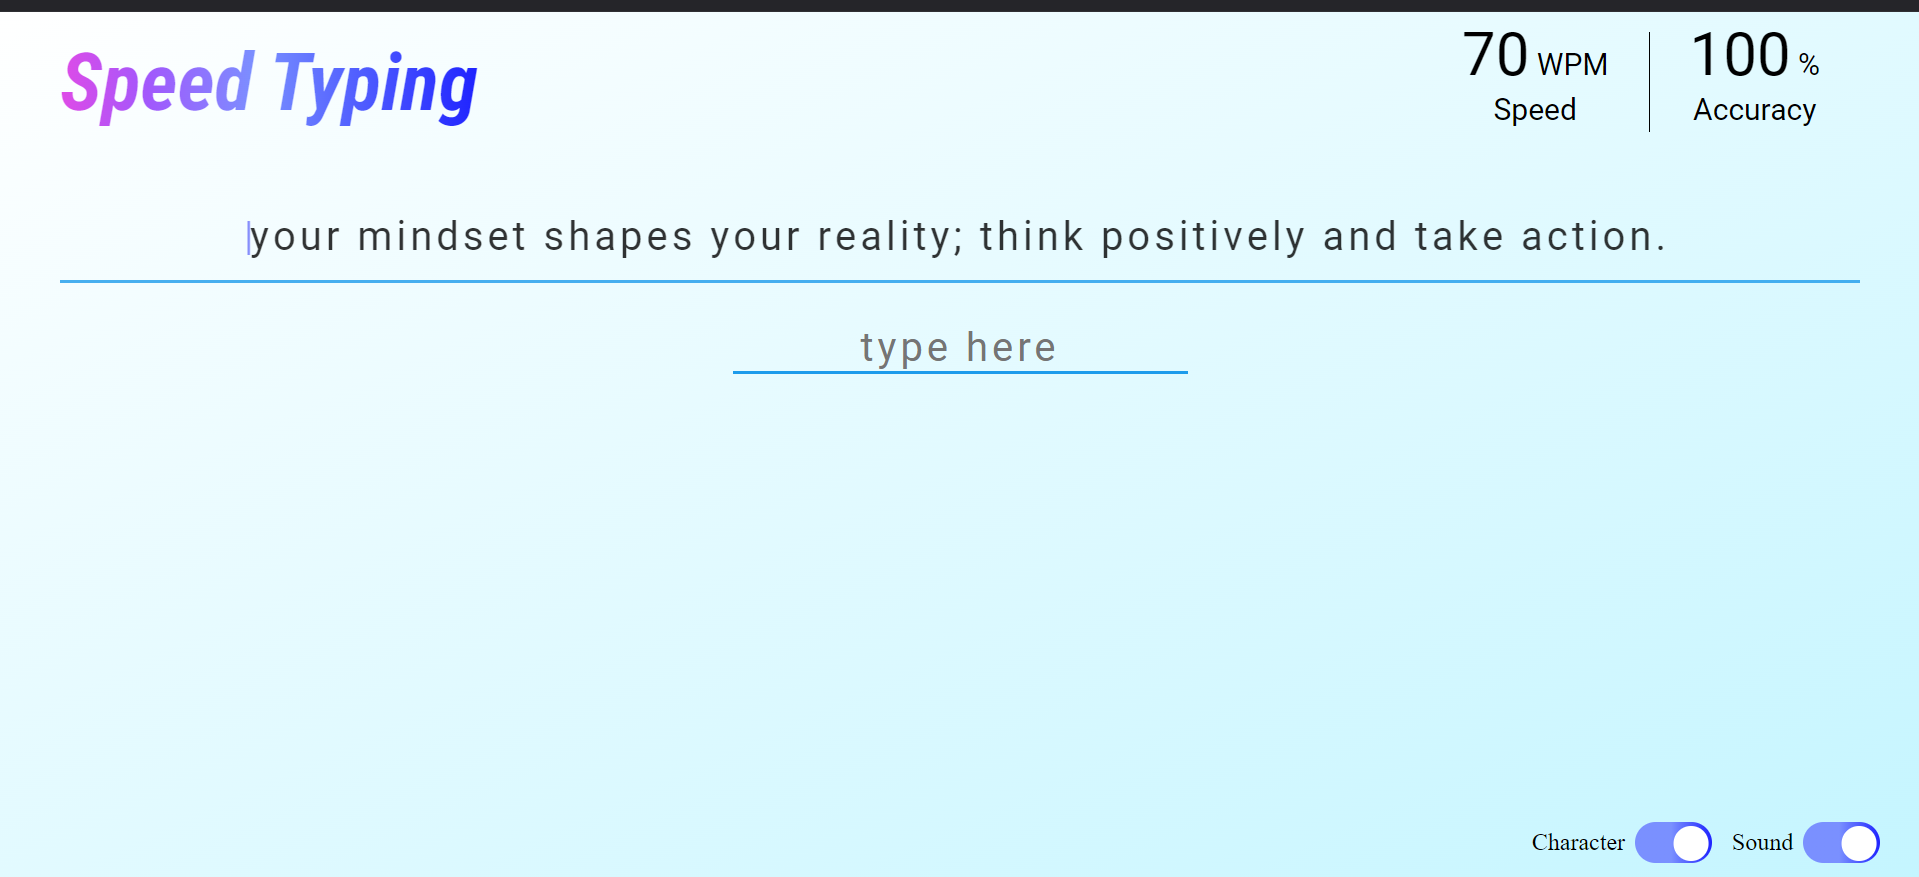 Speed Typing
70 WPM
Speed
100 %
Accuracy
your mindset shapes your reality; think positively and take action.
type here
Character
Sound